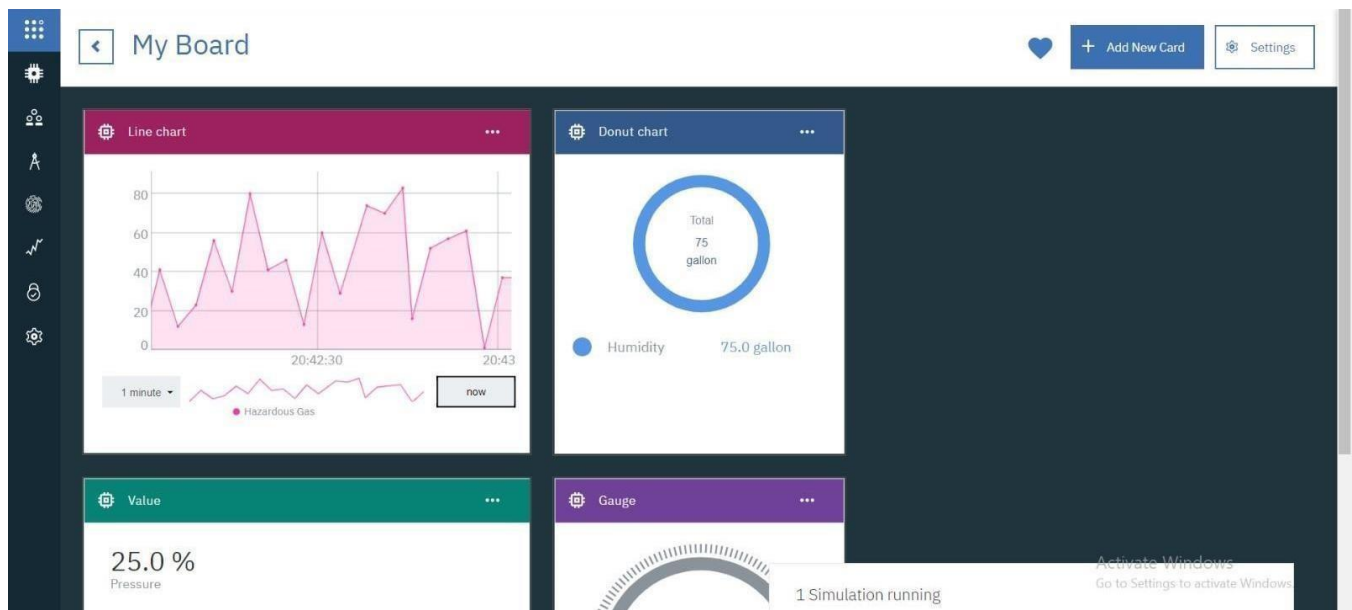 My Board
+ Add New Card
Settings
Line chart
80
60
40
20
0
20:42:30
20:43
1 minute
now
Hazardous Gas
Donut chart
Total
75
gallon
Humidity
75.0 gallon
Value
25.0 %
Pressure
Gauge
1 Simulation running
Activate Windows
Go to Settings to activate Windows.